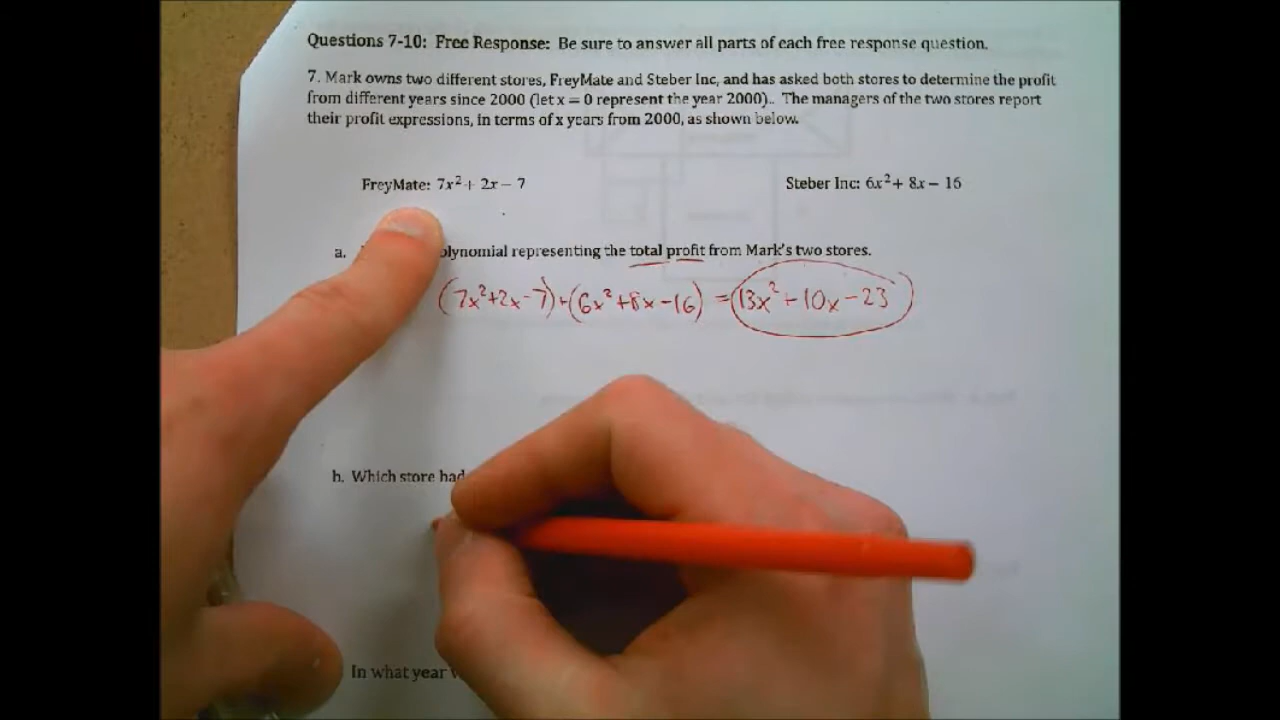 Questions 7-10: Free Response: Be sure to answer all parts of each free response question.
7. Mark owns two different stores, FreyMate and Steber Inc, and has asked both stores to determine the profit
from different years since 2000 (let x = 0 represent the year 2000).. The managers of the two stores report
their profit expressions, in terms of x years from 2000, as shown below.
FreyMate: 7x² + 2x – 7 Steber Inc: 6x² + 8x – 16
a. representing the total profit from Mark's two stores.
(7x²+2x-7)+(6x²+8x-16) = 13x²+10x-23
b. Which store had
In what year